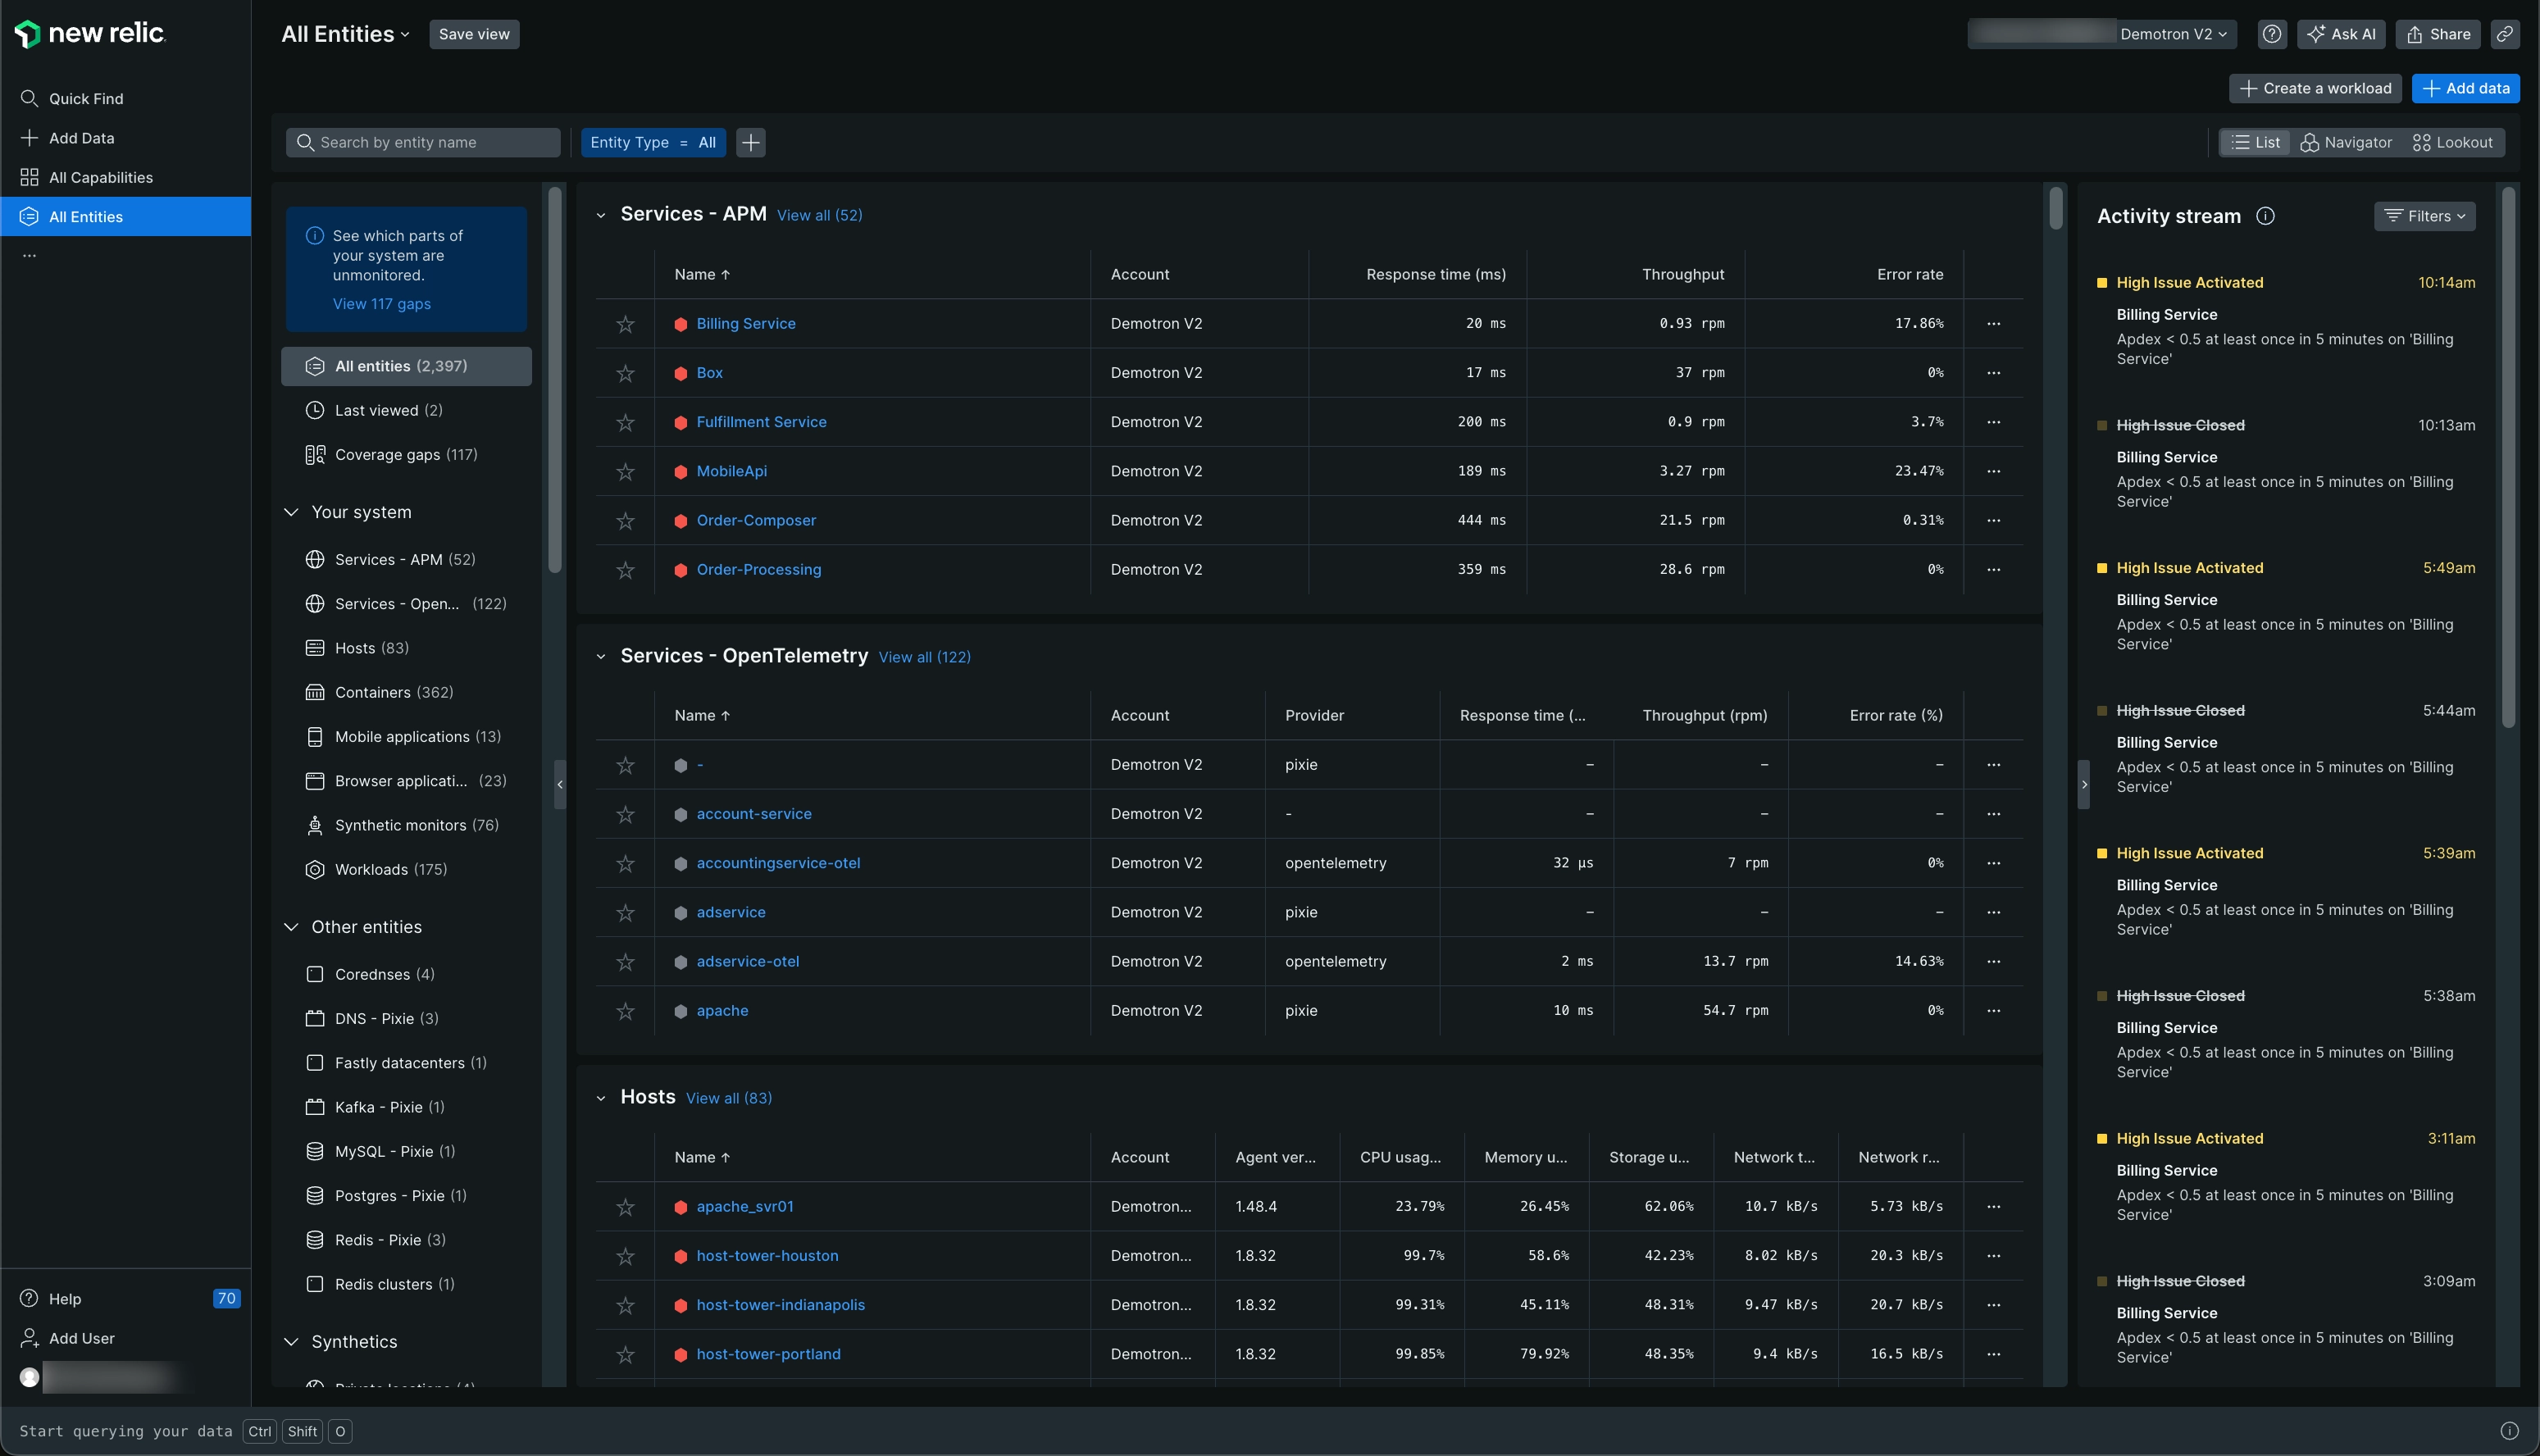 new relic
Quick Find
Add Data
All Capabilities
All Entities
...
Help 70
Add User
All Entities Save view
Demotron V2 Ask AI Share
Create a workload Add data
Search by entity name Entity Type = All List Navigator Lookout
See which parts of
your system are
unmonitored.
View 117 gaps
All entities (2,397)
Last viewed (2)
Coverage gaps (117)
Your system
Services - APM (52)
Services - Open... (122)
Hosts (83)
Containers (362)
Mobile applications (13)
Browser applicati... (23)
Synthetic monitors (76)
Workloads (175)
Other entities
Corednses (4)
DNS - Pixie (3)
Fastly datacenters (1)
Kafka - Pixie (1)
MySQL - Pixie (1)
Postgres - Pixie (1)
Redis - Pixie (3)
Redis clusters (1)
Synthetics
Services - APM View all (52)
Name ↑ Account Response time (ms) Throughput Error rate
Billing Service Demotron V2 20 ms 0.93 rpm 17.86% ...
Box Demotron V2 17 ms 37 rpm 0% ...
Fulfillment Service Demotron V2 200 ms 0.9 rpm 3.7% ...
MobileApi Demotron V2 189 ms 3.27 rpm 23.47% ...
Order-Composer Demotron V2 444 ms 21.5 rpm 0.31% ...
Order-Processing Demotron V2 359 ms 28.6 rpm 0% ...
Services - OpenTelemetry View all (122)
Name ↑ Account Provider Response time (... Throughput (rpm) Error rate (%)
- Demotron V2 pixie – – – ...
account-service Demotron V2 - – – – ...
accountingservice-otel Demotron V2 opentelemetry 32 µs 7 rpm 0% ...
adservice Demotron V2 pixie – – – ...
adservice-otel Demotron V2 opentelemetry 2 ms 13.7 rpm 14.63% ...
apache Demotron V2 pixie 10 ms 54.7 rpm 0% ...
Hosts View all (83)
Name ↑ Account Agent ver... CPU usag... Memory u... Storage u... Network t... Network r...
apache_svr01 Demotron... 1.48.4 23.79% 26.45% 62.06% 10.7 kB/s 5.73 kB/s ...
host-tower-houston Demotron... 1.8.32 99.7% 58.6% 42.23% 8.02 kB/s 20.3 kB/s ...
host-tower-indianapolis Demotron... 1.8.32 99.31% 45.11% 48.31% 9.47 kB/s 20.7 kB/s ...
host-tower-portland Demotron... 1.8.32 99.85% 79.92% 48.35% 9.4 kB/s 16.5 kB/s ...
Activity stream Filters
High Issue Activated 10:14am
Billing Service
Apdex < 0.5 at least once in 5 minutes on 'Billing
Service'
High Issue Closed 10:13am
Billing Service
Apdex < 0.5 at least once in 5 minutes on 'Billing
Service'
High Issue Activated 5:49am
Billing Service
Apdex < 0.5 at least once in 5 minutes on 'Billing
Service'
High Issue Closed 5:44am
Billing Service
Apdex < 0.5 at least once in 5 minutes on 'Billing
Service'
High Issue Activated 5:39am
Billing Service
Apdex < 0.5 at least once in 5 minutes on 'Billing
Service'
High Issue Closed 5:38am
Billing Service
Apdex < 0.5 at least once in 5 minutes on 'Billing
Service'
High Issue Activated 3:11am
Billing Service
Apdex < 0.5 at least once in 5 minutes on 'Billing
Service'
High Issue Closed 3:09am
Billing Service
Apdex < 0.5 at least once in 5 minutes on 'Billing
Service'
Start querying your data Ctrl Shift O